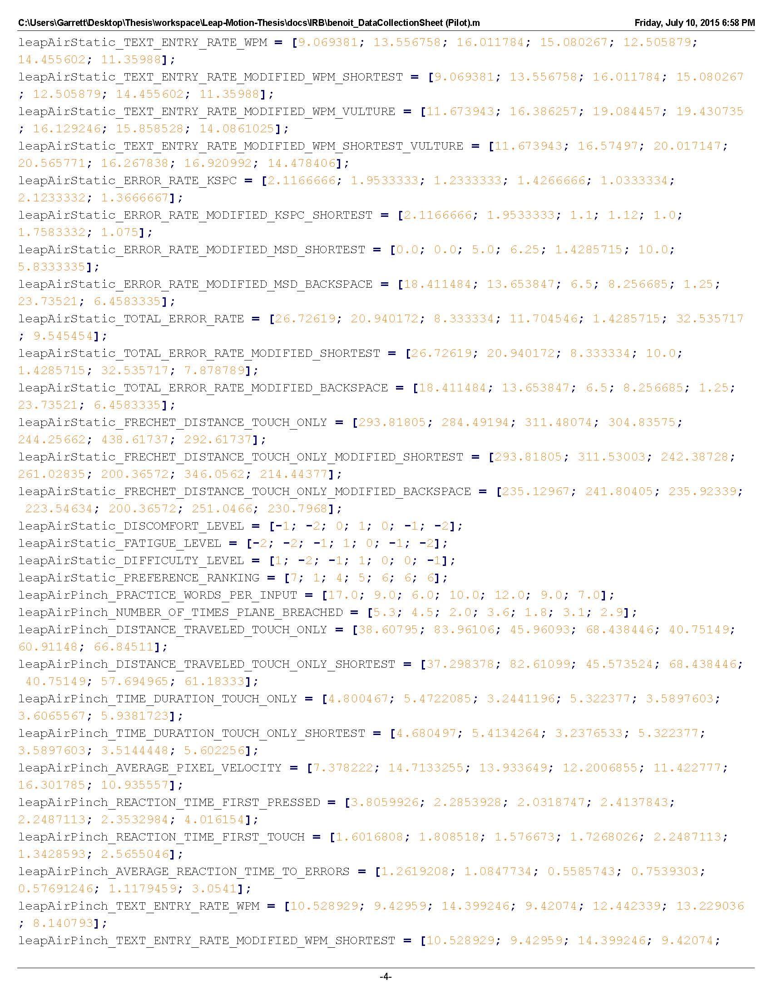 C:\Users\Garrett\Desktop\Thesis\workspace\Leap-Motion-Thesis\docs\IRB\benoit_DataCollectionSheet (Pilot).m Friday, July 10, 2015 6:58 PM
leapAirStatic_TEXT_ENTRY_RATE_WPM = [9.069381; 13.556758; 16.011784; 15.080267; 12.505879;
14.455602; 11.35988];
leapAirStatic_TEXT_ENTRY_RATE_MODIFIED_WPM_SHORTEST = [9.069381; 13.556758; 16.011784; 15.080267
; 12.505879; 14.455602; 11.35988];
leapAirStatic_TEXT_ENTRY_RATE_MODIFIED_WPM_VULTURE = [11.673943; 16.386257; 19.084457; 19.430735
; 16.129246; 15.858528; 14.0861025];
leapAirStatic_TEXT_ENTRY_RATE_MODIFIED_WPM_SHORTEST_VULTURE = [11.673943; 16.57497; 20.017147;
20.565771; 16.267838; 16.920992; 14.478406];
leapAirStatic_ERROR_RATE_KSPC = [2.1166666; 1.9533333; 1.2333333; 1.4266666; 1.0333334;
2.1233332; 1.3666667];
leapAirStatic_ERROR_RATE_MODIFIED_KSPC_SHORTEST = [2.1166666; 1.9533333; 1.1; 1.12; 1.0;
1.7583332; 1.075];
leapAirStatic_ERROR_RATE_MODIFIED_MSD_SHORTEST = [0.0; 0.0; 5.0; 6.25; 1.4285715; 10.0;
5.8333335];
leapAirStatic_ERROR_RATE_MODIFIED_MSD_BACKSPACE = [18.411484; 13.653847; 6.5; 8.256685; 1.25;
23.73521; 6.4583335];
leapAirStatic_TOTAL_ERROR_RATE = [26.72619; 20.940172; 8.333334; 11.704546; 1.4285715; 32.535717
; 9.545454];
leapAirStatic_TOTAL_ERROR_RATE_MODIFIED_SHORTEST = [26.72619; 20.940172; 8.333334; 10.0;
1.4285715; 32.535717; 7.878789];
leapAirStatic_TOTAL_ERROR_RATE_MODIFIED_BACKSPACE = [18.411484; 13.653847; 6.5; 8.256685; 1.25;
23.73521; 6.4583335];
leapAirStatic_FRECHET_DISTANCE_TOUCH_ONLY = [293.81805; 284.49194; 311.48074; 304.83575;
244.25662; 438.61737; 292.61737];
leapAirStatic_FRECHET_DISTANCE_TOUCH_ONLY_MODIFIED_SHORTEST = [293.81805; 311.53003; 242.38728;
261.02835; 200.36572; 346.0562; 214.44377];
leapAirStatic_FRECHET_DISTANCE_TOUCH_ONLY_MODIFIED_BACKSPACE = [235.12967; 241.80405; 235.92339;
223.54634; 200.36572; 251.0466; 230.7968];
leapAirStatic_DISCOMFORT_LEVEL = [-1; -2; 0; 1; 0; -1; -2];
leapAirStatic_FATIGUE_LEVEL = [-2; -2; -1; 1; 0; -1; -2];
leapAirStatic_DIFFICULTY_LEVEL = [1; -2; -1; 1; 0; 0; -1];
leapAirStatic_PREFERENCE_RANKING = [7; 1; 4; 5; 6; 6; 6];
leapAirPinch_PRACTICE_WORDS_PER_INPUT = [17.0; 9.0; 6.0; 10.0; 12.0; 9.0; 7.0];
leapAirPinch_NUMBER_OF_TIMES_PLANE_BREACHED = [5.3; 4.5; 2.0; 3.6; 1.8; 3.1; 2.9];
leapAirPinch_DISTANCE_TRAVELED_TOUCH_ONLY = [38.60795; 83.96106; 45.96093; 68.438446; 40.75149;
60.91148; 66.84511];
leapAirPinch_DISTANCE_TRAVELED_TOUCH_ONLY_SHORTEST = [37.298378; 82.61099; 45.573524; 68.438446;
40.75149; 57.694965; 61.18333];
leapAirPinch_TIME_DURATION_TOUCH_ONLY = [4.800467; 5.4722085; 3.2441196; 5.322377; 3.5897603;
3.6065567; 5.9381723];
leapAirPinch_TIME_DURATION_TOUCH_ONLY_SHORTEST = [4.680497; 5.4134264; 3.2376533; 5.322377;
3.5897603; 3.5144448; 5.602256];
leapAirPinch_AVERAGE_PIXEL_VELOCITY = [7.378222; 14.7133255; 13.933649; 12.2006855; 11.422777;
16.301785; 10.935557];
leapAirPinch_REACTION_TIME_FIRST_PRESSED = [3.8059926; 2.2853928; 2.0318747; 2.4137843;
2.2487113; 2.3532984; 4.016154];
leapAirPinch_REACTION_TIME_FIRST_TOUCH = [1.6016808; 1.808518; 1.576673; 1.7268026; 2.2487113;
1.3428593; 2.5655046];
leapAirPinch_AVERAGE_REACTION_TIME_TO_ERRORS = [1.2619208; 1.0847734; 0.5585743; 0.7539303;
0.57691246; 1.1179459; 3.0541];
leapAirPinch_TEXT_ENTRY_RATE_WPM = [10.528929; 9.42959; 14.399246; 9.42074; 12.442339; 13.229036
; 8.140793];
leapAirPinch_TEXT_ENTRY_RATE_MODIFIED_WPM_SHORTEST = [10.528929; 9.42959; 14.399246; 9.42074;
-4-